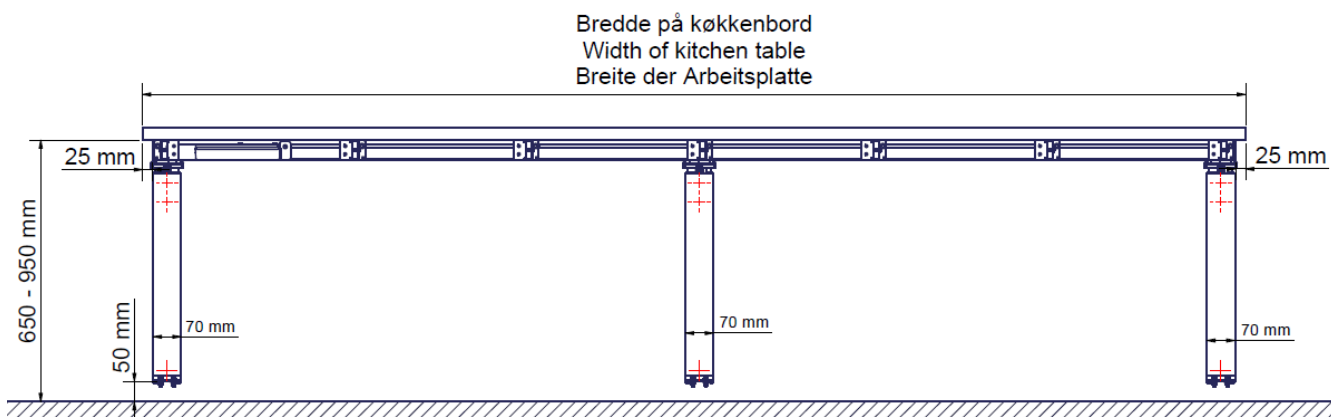 Bredde på køkkenbord
Width of kitchen table
Breite der Arbeitsplatte
25 mm
25 mm
650 - 950 mm
50 mm
70 mm
70 mm
70 mm